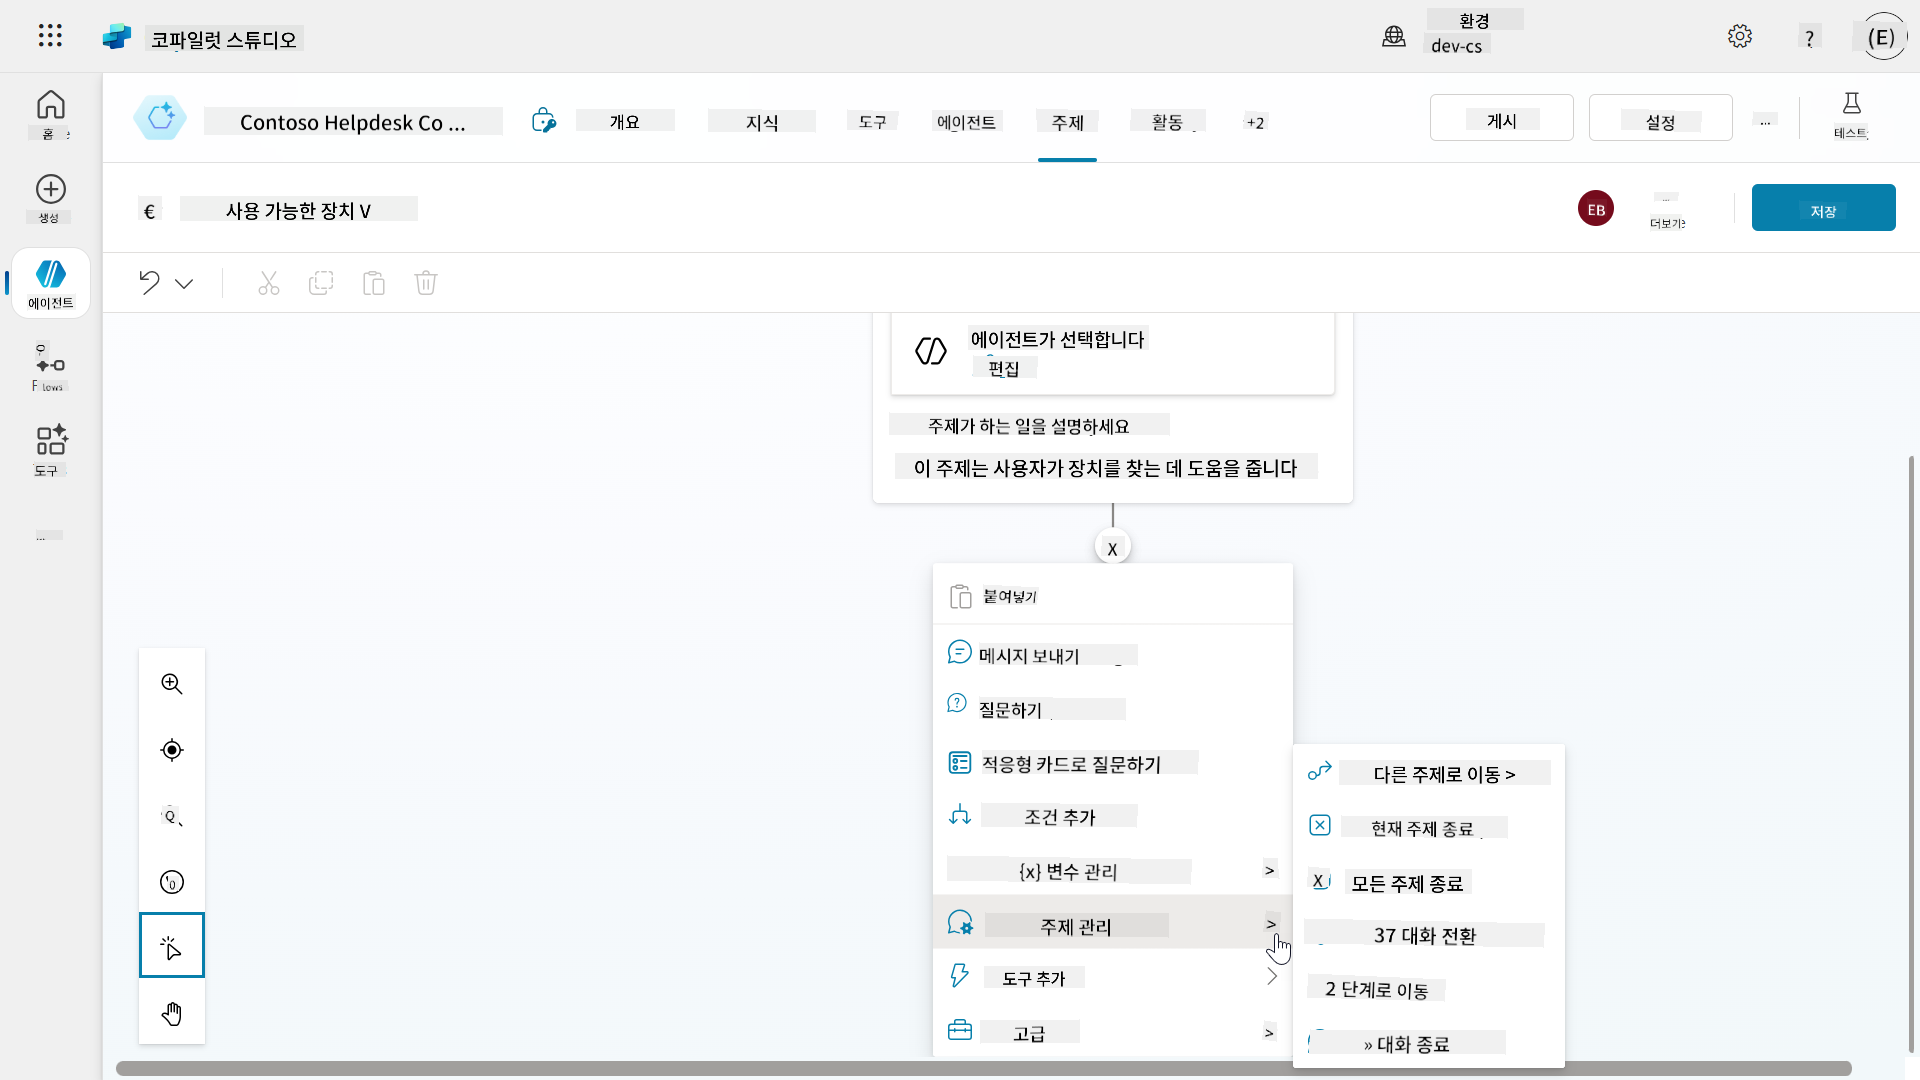 코파일럿 스튜디오
환경
dev-cs
?
(E)
홈
Contoso Helpdesk Co ...
개요
지식
도구
에이전트
주제
활동
+2
게시
설정
...
테스트
생성
€
사용 가능한 장치 V
EB
...
더보기
저장
에이전트
Flows
도구
...
에이전트가 선택합니다
편집
주제가 하는 일을 설명하세요
이 주제는 사용자가 장치를 찾는 데 도움을 줍니다
X
붙여넣기
메시지 보내기
질문하기
적응형 카드로 질문하기
조건 추가
{x} 변수 관리 >
주제 관리 >
도구 추가
고급 >
다른 주제로 이동 >
현재 주제 종료
X 모든 주제 종료
37 대화 전환
2 단계로 이동
» 대화 종료